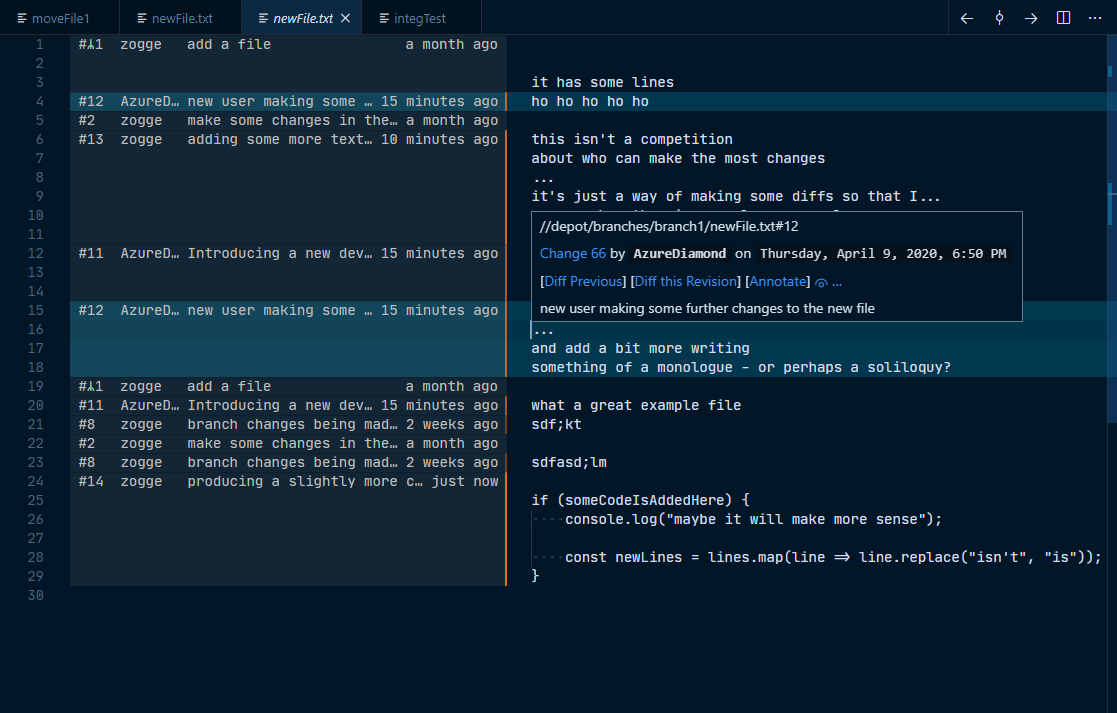 moveFile1 newFile.txt newFile.txt integTest
1 #1 zogge add a file a month ago
2
3 it has some lines
4 #12 AzureD… new user making some … 15 minutes ago ho ho ho ho ho
5 #2 zogge make some changes in the… a month ago
6 #13 zogge adding some more text… 10 minutes ago this isn't a competition
7 about who can make the most changes
8 ...
9 it's just a way of making some diffs so that I...
10
11 //depot/branches/branch1/newFile.txt#12
12 #11 AzureD… Introducing a new dev… 15 minutes ago Change 66 by AzureDiamond on Thursday, April 9, 2020, 6:50 PM
13
14 [Diff Previous] [Diff this Revision] [Annotate] ...
15 #12 AzureD… new user making some … 15 minutes ago new user making some further changes to the new file
16 ...
17 and add a bit more writing
18 something of a monologue - or perhaps a soliloquy?
19 #1 zogge add a file a month ago
20 #11 AzureD… Introducing a new dev… 15 minutes ago what a great example file
21 #8 zogge branch changes being mad… 2 weeks ago sdf;kt
22 #2 zogge make some changes in the… a month ago
23 #8 zogge branch changes being mad… 2 weeks ago sdfasd;lm
24 #14 zogge producing a slightly more c… just now
25 if (someCodeIsAddedHere) {
26 ····console.log("maybe it will make more sense");
27
28 ····const newLines = lines.map(line => line.replace("isn't", "is"));
29 }
30